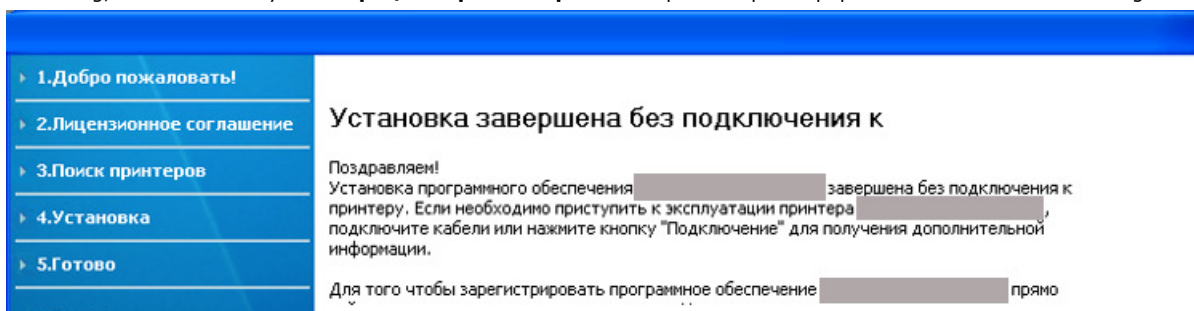 1.Добро пожаловать!
2.Лицензионное соглашение
3.Поиск принтеров
4.Установка
5.Готово
Установка завершена без подключения к
Поздравляем!
Установка программного обеспечения завершена без подключения к
принтеру. Если необходимо приступить к эксплуатации принтера ,
подключите кабели или нажмите кнопку "Подключение" для получения дополнительной
информации.
Для того чтобы зарегистрировать программное обеспечение прямо